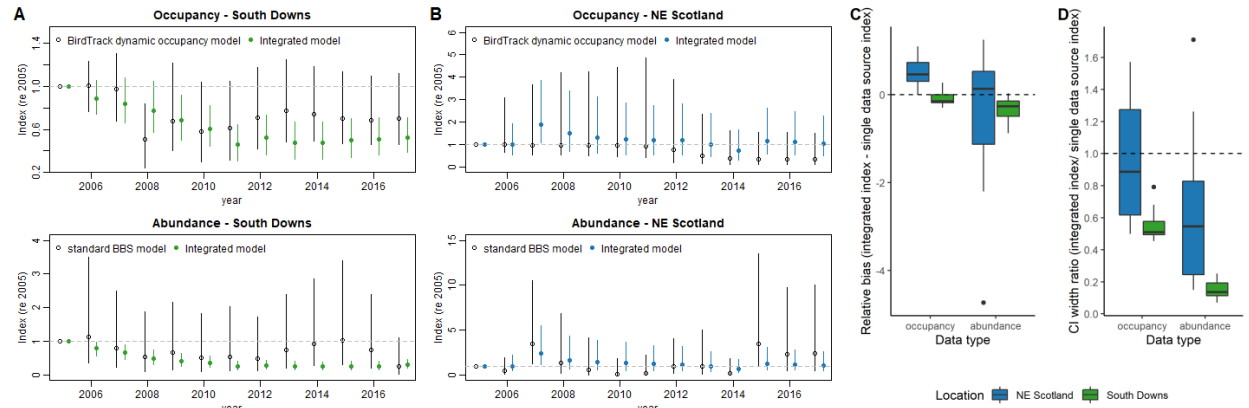 A
Occupancy - South Downs
BirdTrack dynamic occupancy model
Integrated model
Index (re 2005)
1.4
1.0
0.6
0.2
2006 2008 2010 2012 2014 2016
year
Abundance - South Downs
standard BBS model
Integrated model
Index (re 2005)
4
3
2
1
0
2006 2008 2010 2012 2014 2016
year
B
Occupancy - NE Scotland
BirdTrack dynamic occupancy model
Integrated model
Index (re 2005)
6
5
4
3
2
1
0
2006 2008 2010 2012 2014 2016
year
Abundance - NE Scotland
standard BBS model
Integrated model
Index (re 2005)
15
10
5
0
2006 2008 2010 2012 2014 2016
year
C
Relative bias (integrated index - single data source index)
0
-2
-4
occupancy abundance
Data type
D
CI width ratio (integrated index/ single data source index)
1.6
1.4
1.2
1.0
0.8
0.6
0.4
0.2
0.0
occupancy abundance
Data type
Location NE Scotland South Downs